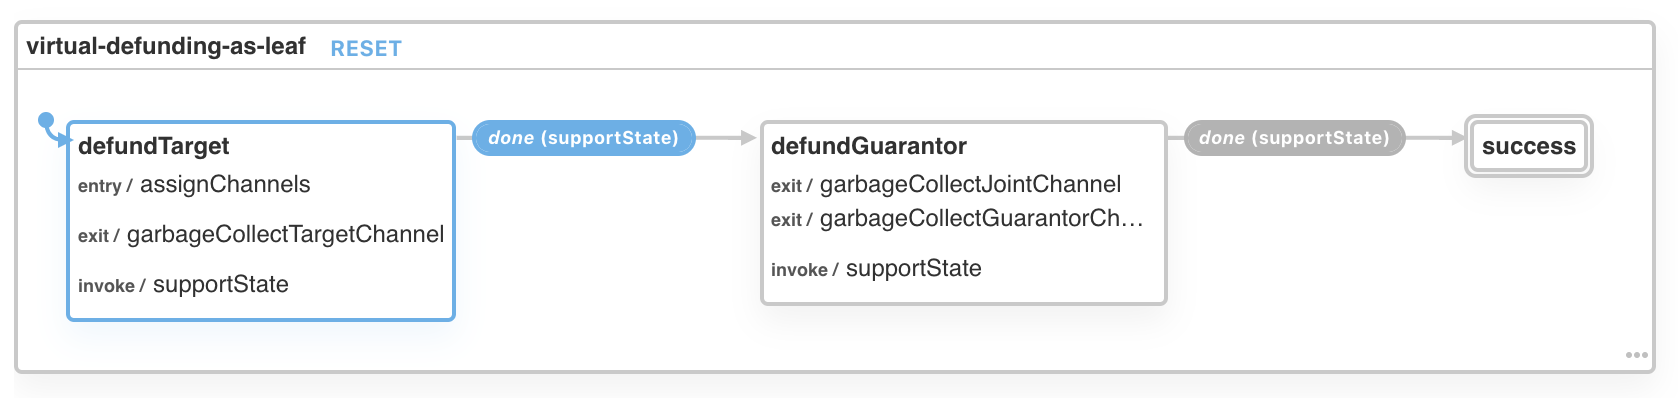 virtual-defunding-as-leaf RESET
defundTarget
entry / assignChannels
exit / garbageCollectTargetChannel
invoke / supportState
done (supportState)
defundGuarantor
exit / garbageCollectJointChannel
exit / garbageCollectGuarantorCh...
invoke / supportState
done (supportState)
success